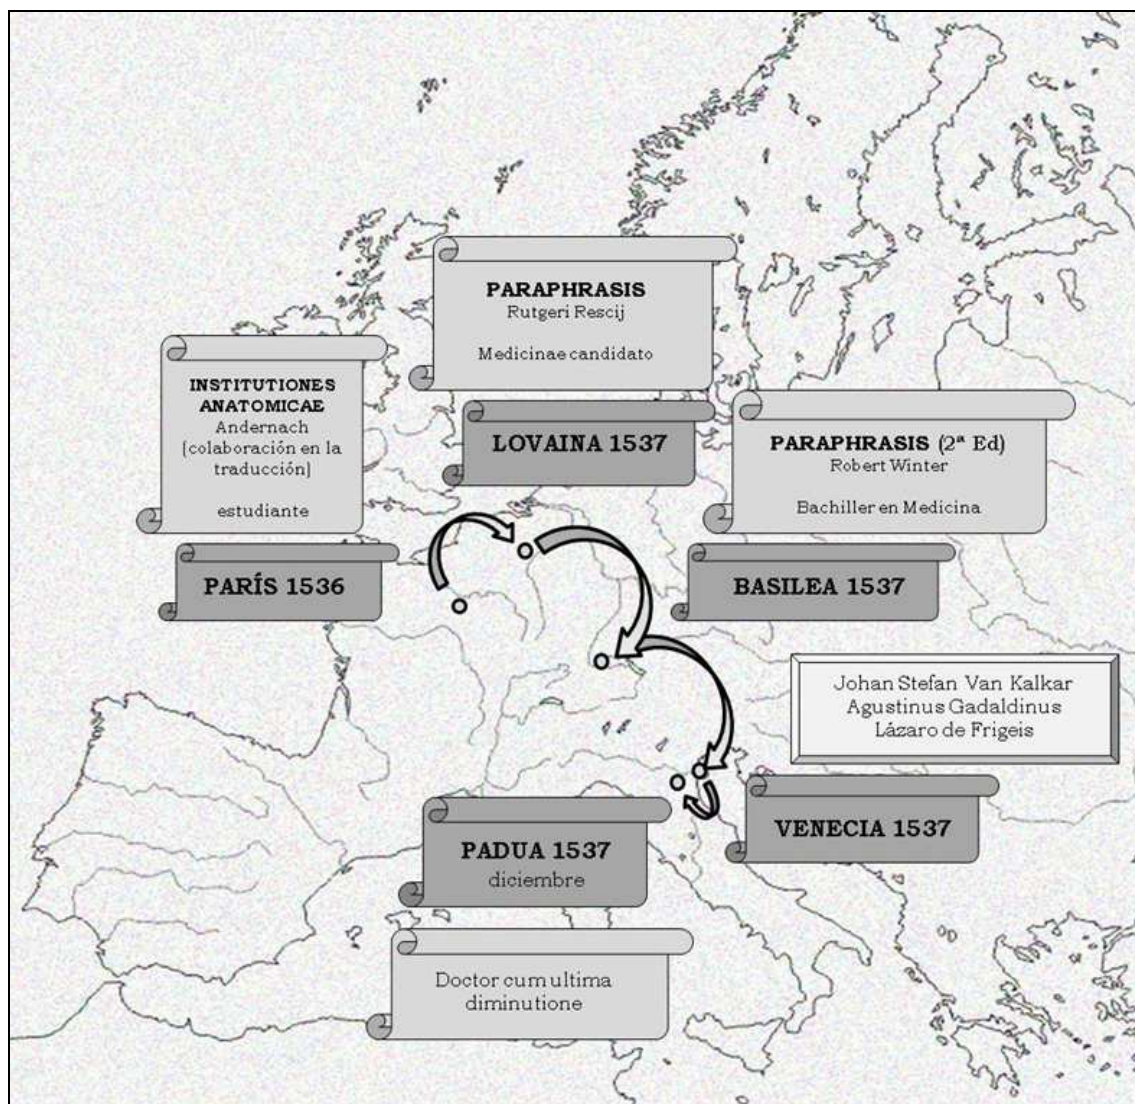 PARAPHRASIS
Rutgeri Rescij
Medicinae candidato
LOVAINA 1537
INSTITUTIONES
ANATOMICAE
Andernach
(colaboración en la
traducción)
estudiante
PARÍS 1536
PARAPHRASIS (2ª Ed)
Robert Winter
Bachiller en Medicina
BASILEA 1537
Johan Stefan Van Kalkar
Agustinus Gadaldinus
Lázaro de Frigeis
VENECIA 1537
PADUA 1537
diciembre
Doctor cum ultima
diminutione